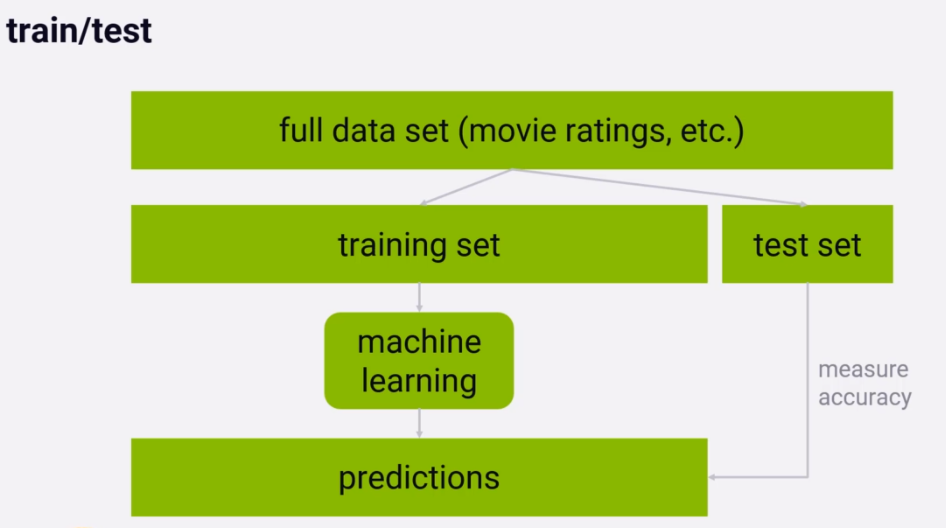 train/test
full data set (movie ratings, etc.)
training set
test set
machine
learning
measure
accuracy
predictions